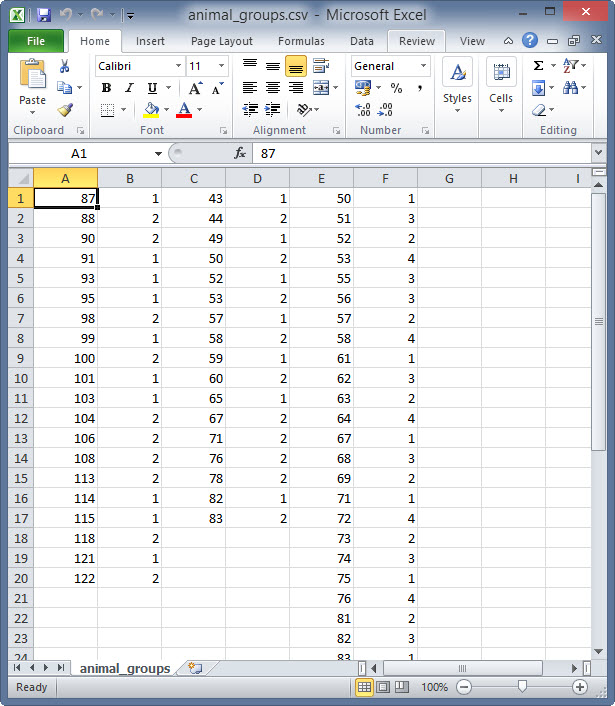 animal_groups.csv - Microsoft Excel
File Home Insert Page Layout Formulas Data Review View
Calibri 11 General
Paste B I U A A % , Styles Cells Σ
A
Clipboard Font Alignment Number Editing
A1 fx 87
A B C D E F G H I
1 87 1 43 1 50 1
2 88 2 44 2 51 3
3 90 2 49 1 52 2
4 91 1 50 2 53 4
5 93 1 52 1 55 3
6 95 1 53 2 56 3
7 98 2 57 1 57 2
8 99 1 58 2 58 4
9 100 2 59 1 61 1
10 101 1 60 2 62 3
11 103 1 65 1 63 2
12 104 2 67 2 64 4
13 106 2 71 2 67 1
14 108 2 76 2 68 3
15 113 2 78 2 69 2
16 114 1 82 1 71 1
17 115 1 83 2 72 4
18 118 2 73 2
19 121 1 74 3
20 122 2 75 1
21 76 4
22 81 2
23 82 3
24 83 1
animal_groups
Ready 100%